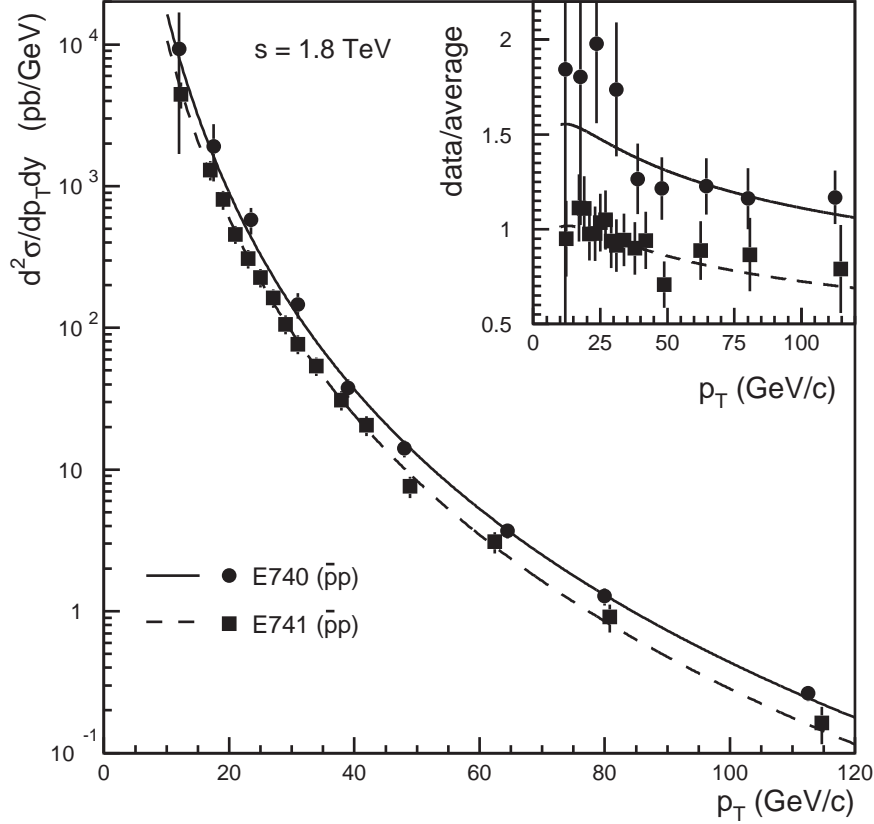 d²σ/dp_Tdy (pb/GeV)
10⁴
10³
10²
10
1
10⁻¹
s = 1.8 TeV
E740 (p̄p)
E741 (p̄p)
0 20 40 60 80 100 120
p_T (GeV/c)
data/average
2
1.5
1
0.5
0 25 50 75 100
p_T (GeV/c)